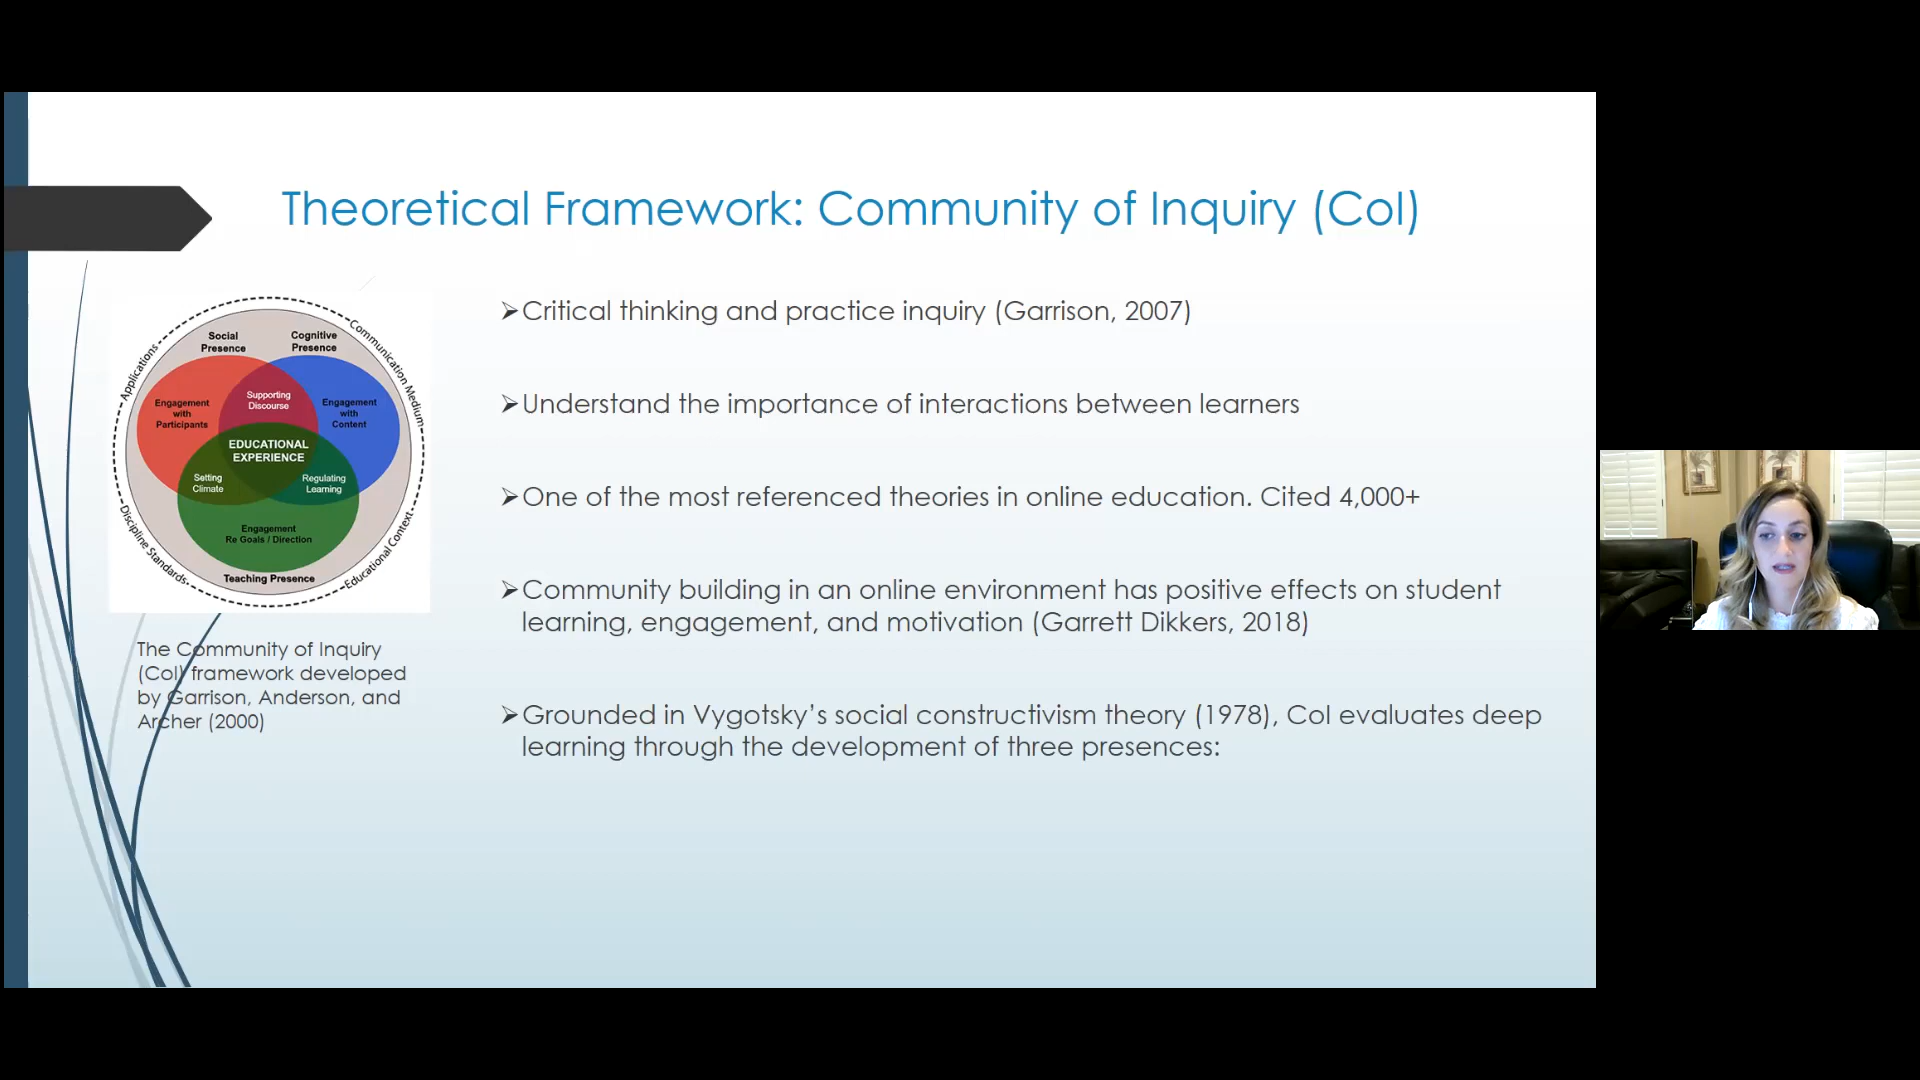 Theoretical Framework: Community of Inquiry (CoI)
Applications
Communication Medium
Social
Presence
Cognitive
Presence
Engagement
with
Participants
Supporting
Discourse
Engagement
with
Content
EDUCATIONAL
EXPERIENCE
Setting
Climate
Regulating
Learning
Engagement
Re Goals / Direction
Teaching Presence
Discipline Standards
Educational Context
The Community of Inquiry
(CoI) framework developed
by Garrison, Anderson, and
Archer (2000)
➢Critical thinking and practice inquiry (Garrison, 2007)
➢Understand the importance of interactions between learners
➢One of the most referenced theories in online education. Cited 4,000+
➢Community building in an online environment has positive effects on student
learning, engagement, and motivation (Garrett Dikkers, 2018)
➢Grounded in Vygotsky’s social constructivism theory (1978), CoI evaluates deep
learning through the development of three presences: